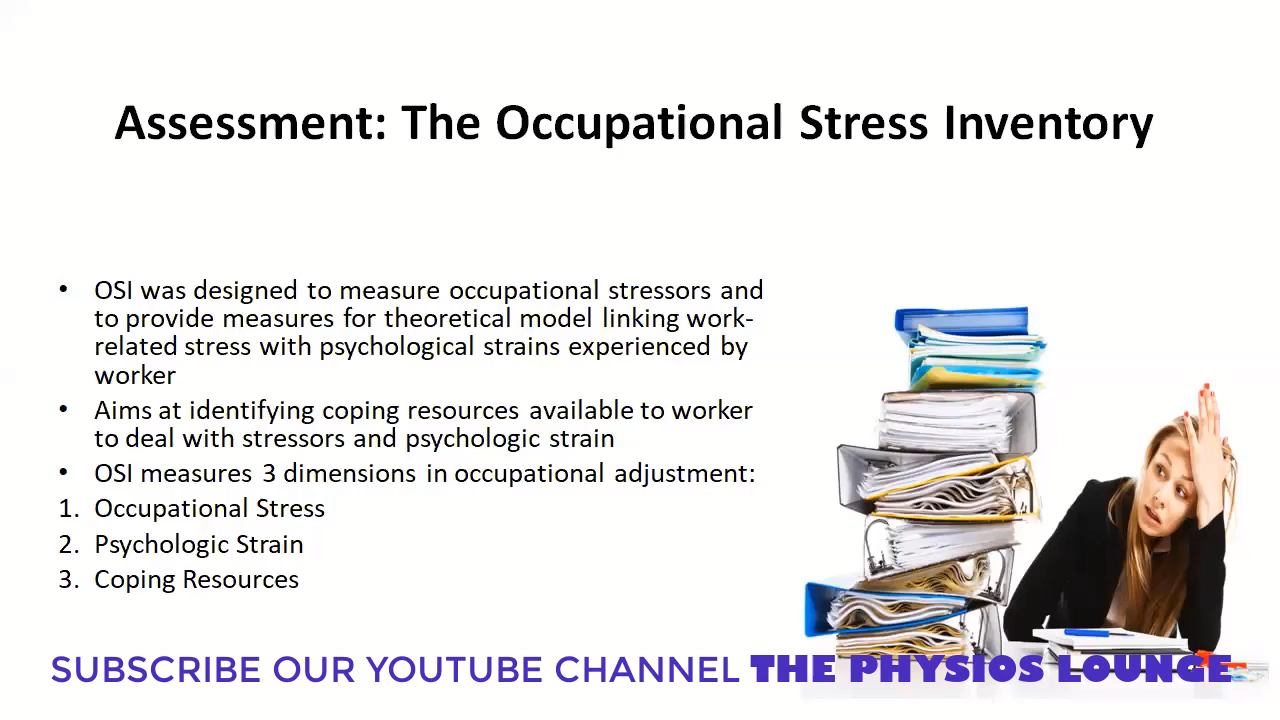 Assessment: The Occupational Stress Inventory
• OSI was designed to measure occupational stressors and
to provide measures for theoretical model linking work-
related stress with psychological strains experienced by
worker
• Aims at identifying coping resources available to worker
to deal with stressors and psychologic strain
• OSI measures 3 dimensions in occupational adjustment:
1. Occupational Stress
2. Psychologic Strain
3. Coping Resources
SUBSCRIBE OUR YOUTUBE CHANNEL THE PHYSIOS LOUNGE